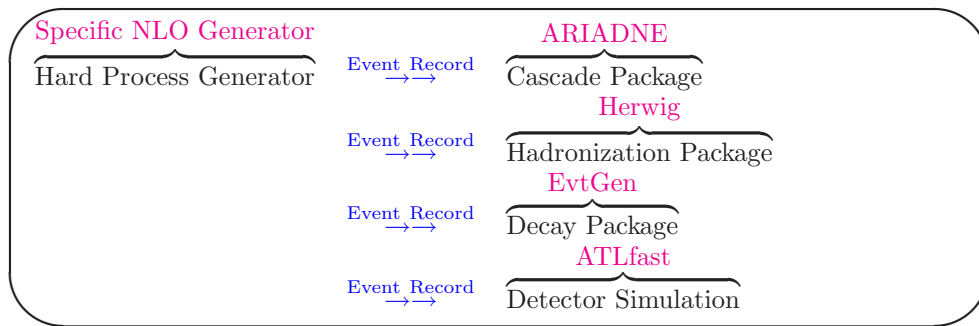 Specific NLO Generator ARIADNE
Hard Process Generator Event Record →→ Cascade Package
Herwig
Event Record →→ Hadronization Package
EvtGen
Event Record →→ Decay Package
ATLfast
Event Record →→ Detector Simulation